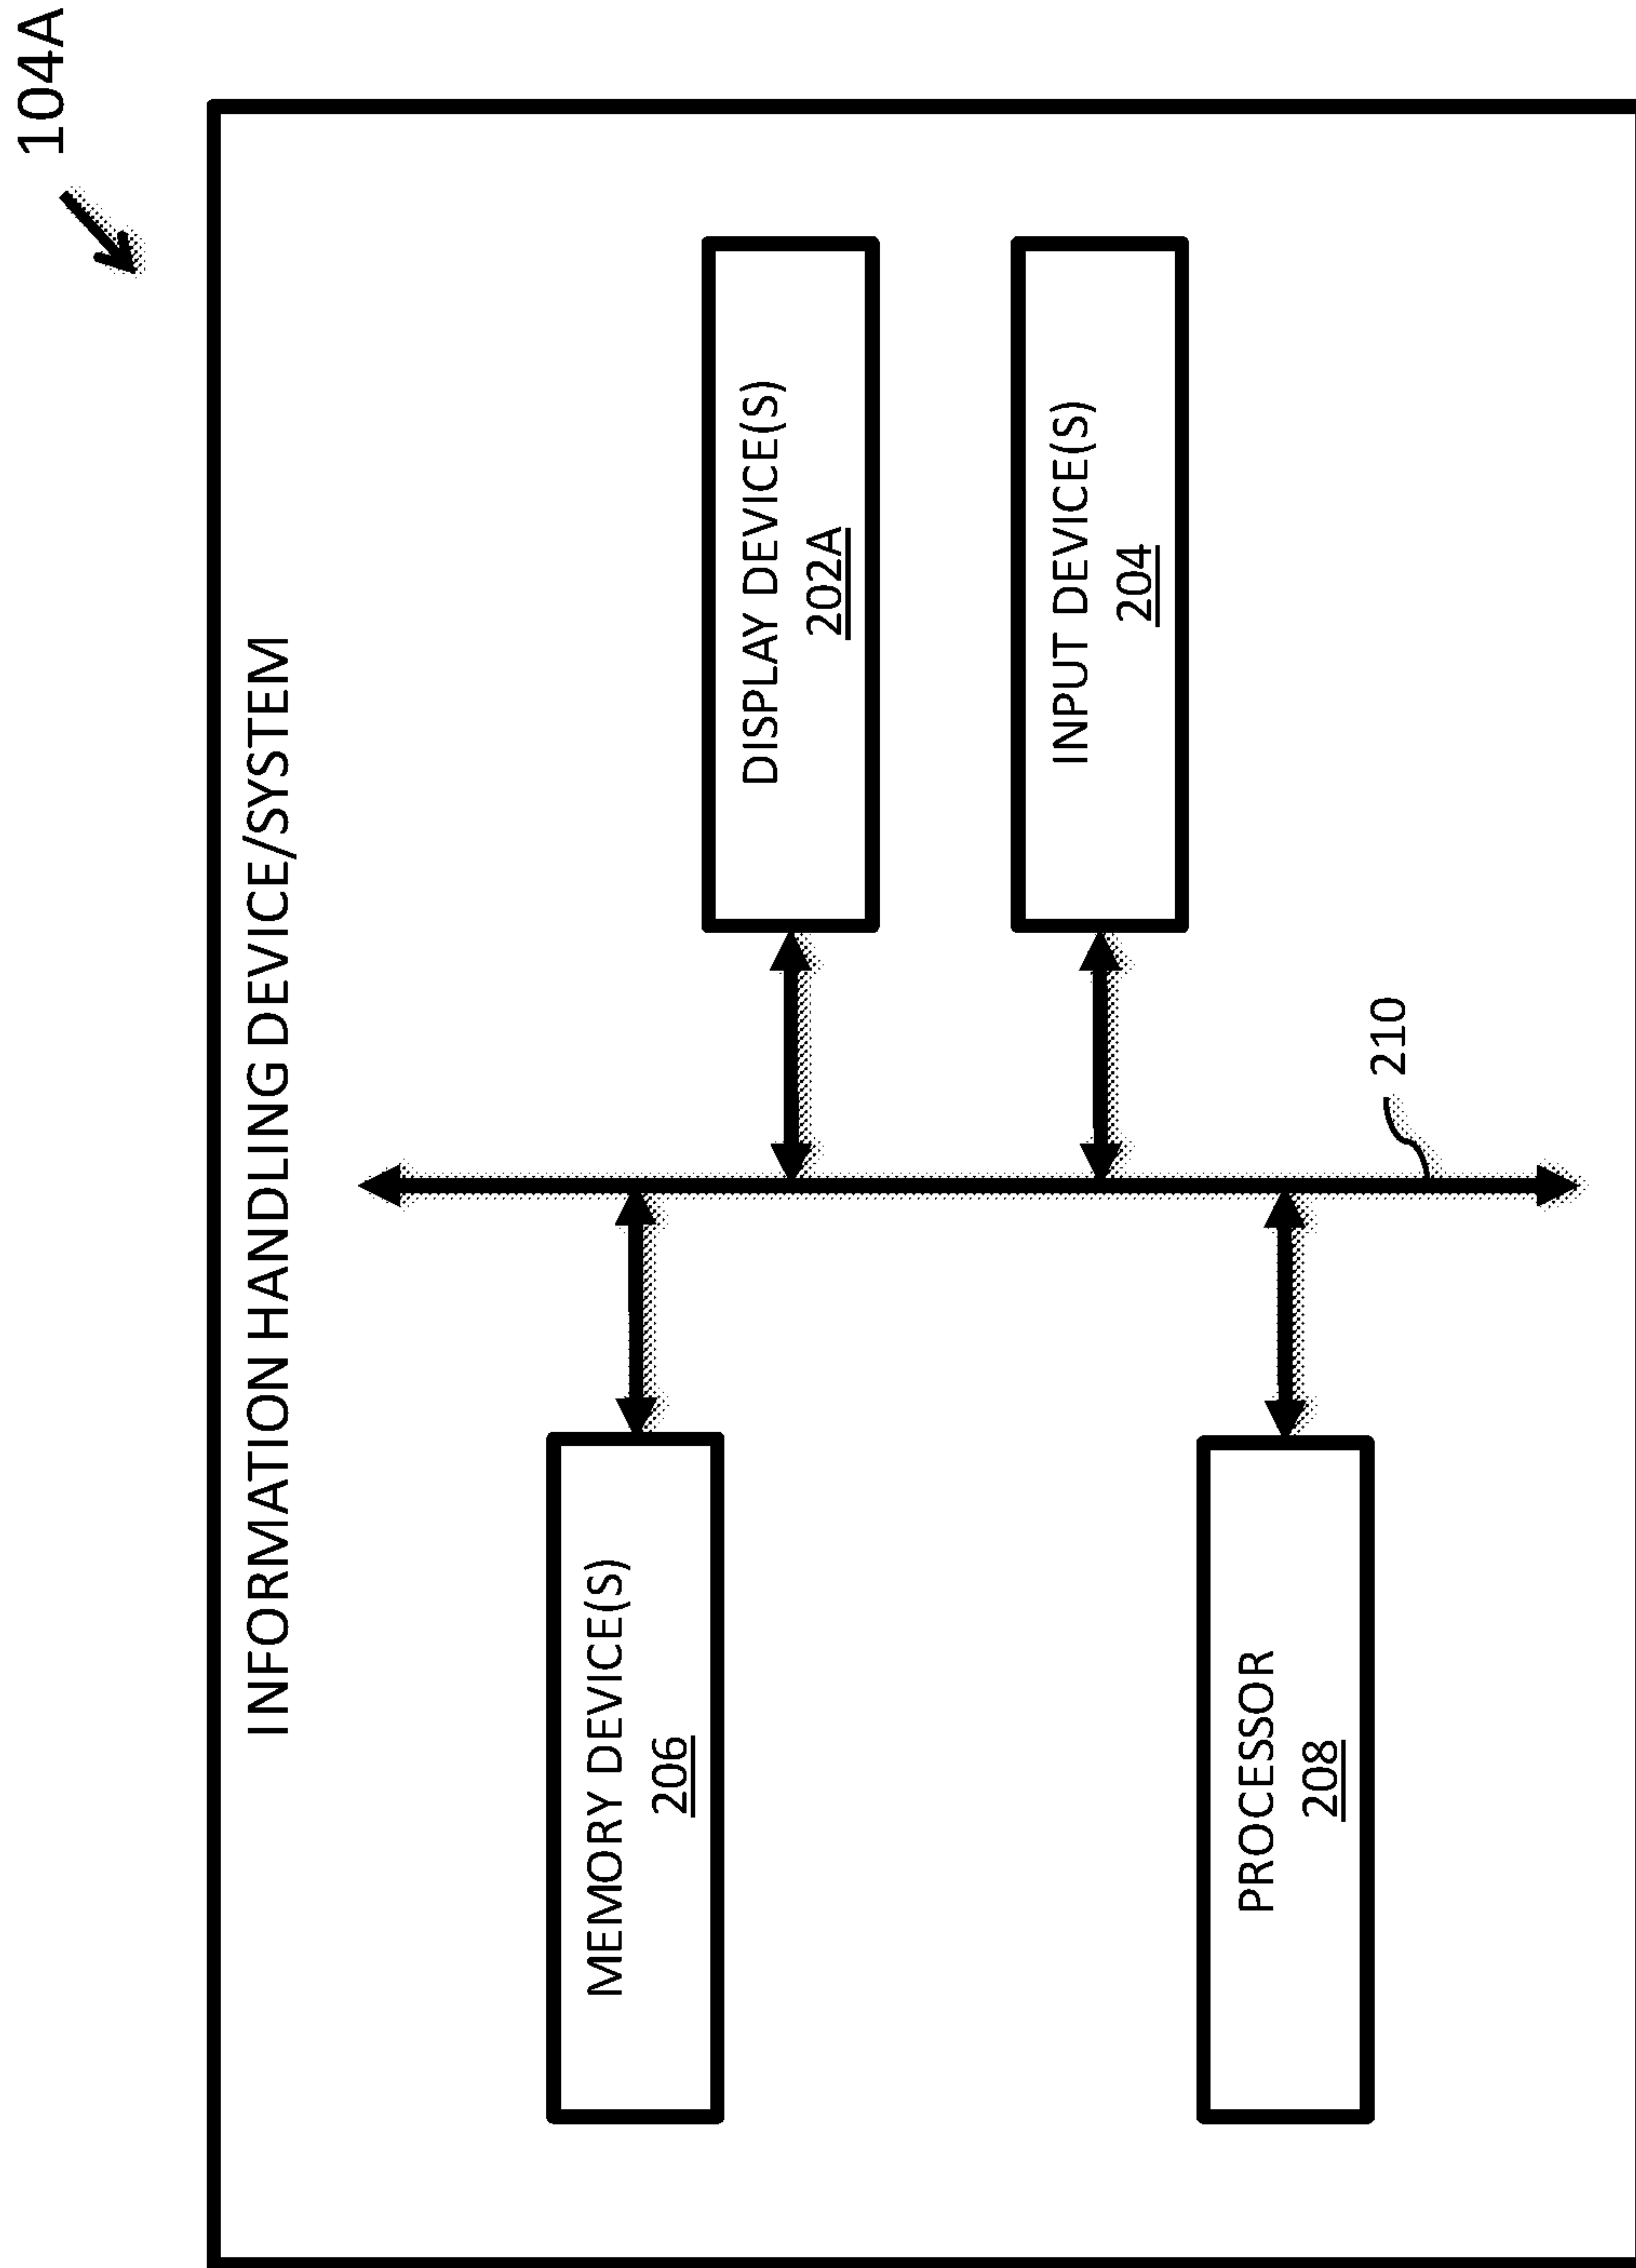 104A
INFORMATION HANDLING DEVICE/SYSTEM
MEMORY DEVICE(S)
206
DISPLAY DEVICE(S)
202A
INPUT DEVICE(S)
204
PROCESSOR
208
210